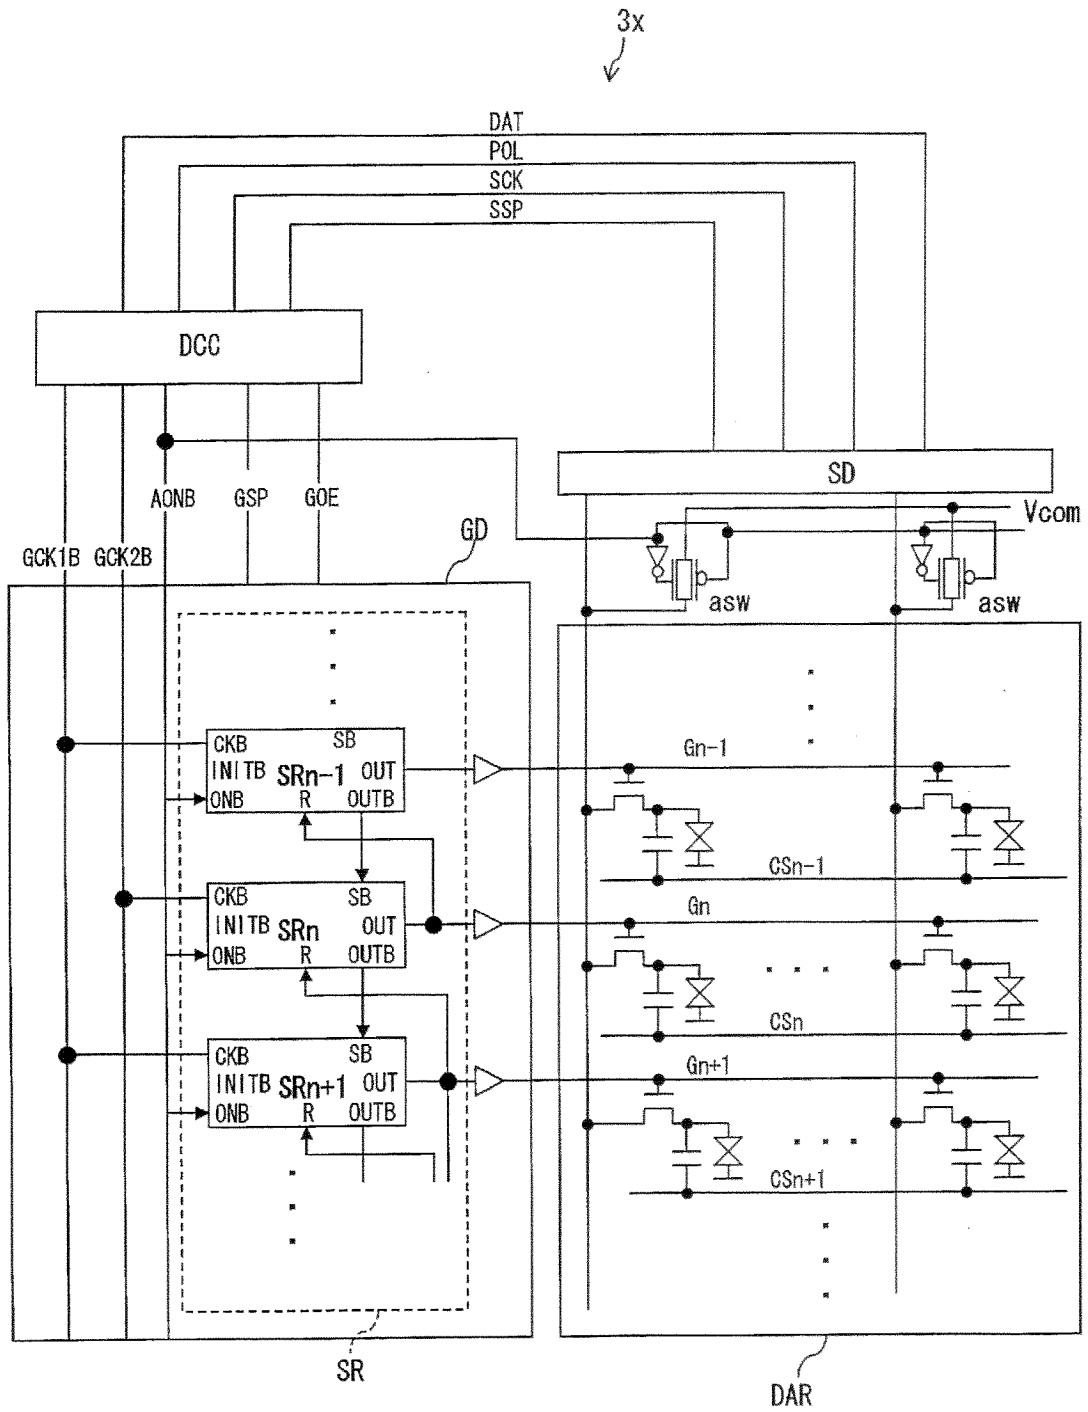 3x
DAT
POL
SCK
SSP
DCC
SD
AONB GSP GOE
GCK1B GCK2B
GD
Vcom
asw asw
CKB SB
INITB SRn-1 OUT
ONB R OUTB
Gn-1
CSn-1
CKB SB
INITB SRn OUT
ONB R OUTB
Gn
CSn
CKB SB
INITB SRn+1 OUT
ONB R OUTB
Gn+1
CSn+1
SR
DAR